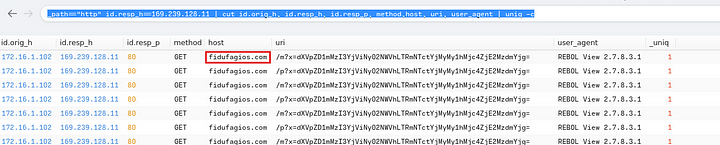 _path=="http" id.resp_h==169.239.128.11 | cut id.orig_h, id.resp_h, id.resp_p, method,host, uri, user_agent | uniq -c
id.orig_h id.resp_h id.resp_p method host uri user_agent _uniq
172.16.1.102 169.239.128.11 80 GET fidufagios.com /m?x=dXVpZD1mMzI3YjViNy02NWVhLTRmNTctYjMyMy1hMjc4ZjE2MzdmYjg= REBOL View 2.7.8.3.1 1
172.16.1.102 169.239.128.11 80 GET fidufagios.com /p?x=dXVpZD1mMzI3YjViNy02NWVhLTRmNTctYjMyMy1hMjc4ZjE2MzdmYjg= REBOL View 2.7.8.3.1 1
172.16.1.102 169.239.128.11 80 GET fidufagios.com /m?x=dXVpZD1mMzI3YjViNy02NWVhLTRmNTctYjMyMy1hMjc4ZjE2MzdmYjg= REBOL View 2.7.8.3.1 1
172.16.1.102 169.239.128.11 80 GET fidufagios.com /p?x=dXVpZD1mMzI3YjViNy02NWVhLTRmNTctYjMyMy1hMjc4ZjE2MzdmYjg= REBOL View 2.7.8.3.1 1
172.16.1.102 169.239.128.11 80 GET fidufagios.com /m?x=dXVpZD1mMzI3YjViNy02NWVhLTRmNTctYjMyMy1hMjc4ZjE2MzdmYjg= REBOL View 2.7.8.3.1 1
172.16.1.102 169.239.128.11 80 GET fidufagios.com /p?x=dXVpZD1mMzI3YjViNy02NWVhLTRmNTctYjMyMy1hMjc4ZjE2MzdmYjg= REBOL View 2.7.8.3.1 1
172.16.1.102 169.239.128.11 80 GET fidufagios.com /m?x=dXVpZD1mMzI3YjViNy02NWVhLTRmNTctYjMyMy1hMjc4ZjE2MzdmYjg= REBOL View 2.7.8.3.1 1